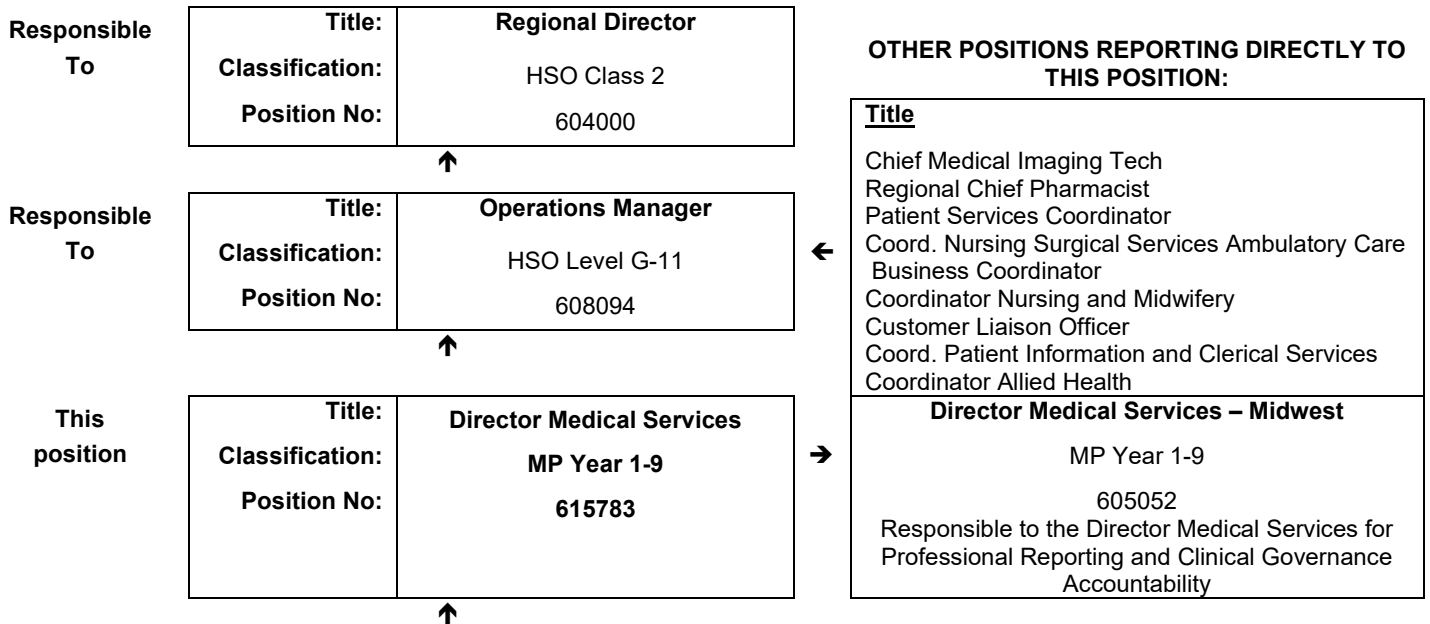 Responsible
To
Title: Regional Director
Classification: HSO Class 2
Position No: 604000
OTHER POSITIONS REPORTING DIRECTLY TO
THIS POSITION:
🡩
Responsible
To
Title: Operations Manager
Classification: HSO Level G-11
Position No: 608094
🡨
Title
Chief Medical Imaging Tech
Regional Chief Pharmacist
Patient Services Coordinator
Coord. Nursing Surgical Services Ambulatory Care
Business Coordinator
Coordinator Nursing and Midwifery
Customer Liaison Officer
Coord. Patient Information and Clerical Services
Coordinator Allied Health
🡩
This
position
Title: Director Medical Services
Classification: MP Year 1-9
Position No: 615783
🡪
Director Medical Services – Midwest
MP Year 1-9
605052
Responsible to the Director Medical Services for
Professional Reporting and Clinical Governance
Accountability
🡩